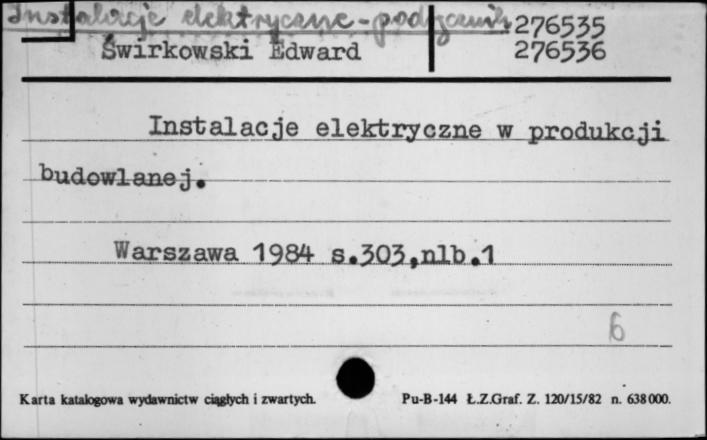 Instalacje elektryczne - podręcznik 276535
Świrkowski Edward 276536
Instalacje elektryczne w produkcji
budowlanej.
Warszawa 1984 s.303,nlb.1
6
Karta katalogowa wydawnictw ciągłych i zwartych. Pu-B-144 Ł.Z.Graf. Z. 120/15/82 n. 638000.